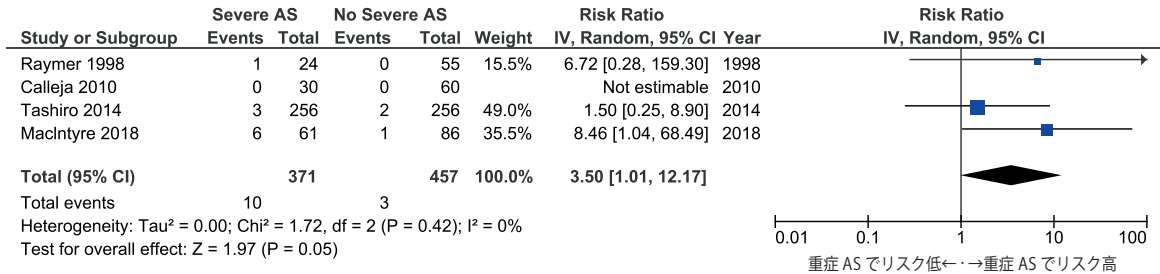 Severe AS No Severe AS Risk Ratio Risk Ratio
Study or Subgroup Events Total Events Total Weight IV, Random, 95% CI Year IV, Random, 95% CI
Raymer 1998 1 24 0 55 15.5% 6.72 [0.28, 159.30] 1998
Calleja 2010 0 30 0 60 Not estimable 2010
Tashiro 2014 3 256 2 256 49.0% 1.50 [0.25, 8.90] 2014
MacIntyre 2018 6 61 1 86 35.5% 8.46 [1.04, 68.49] 2018
Total (95% CI) 371 457 100.0% 3.50 [1.01, 12.17]
Total events 10 3
Heterogeneity: Tau² = 0.00; Chi² = 1.72, df = 2 (P = 0.42); I² = 0%
Test for overall effect: Z = 1.97 (P = 0.05)
0.01 0.1 1 10 100
重症 AS でリスク低←・→重症 AS でリスク高